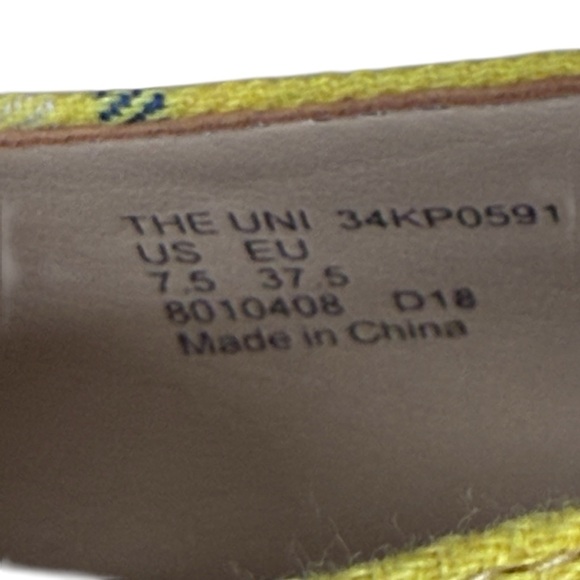 THE UNI 34KP0591
US EU
7.5 37.5
8010408 D18
Made in China